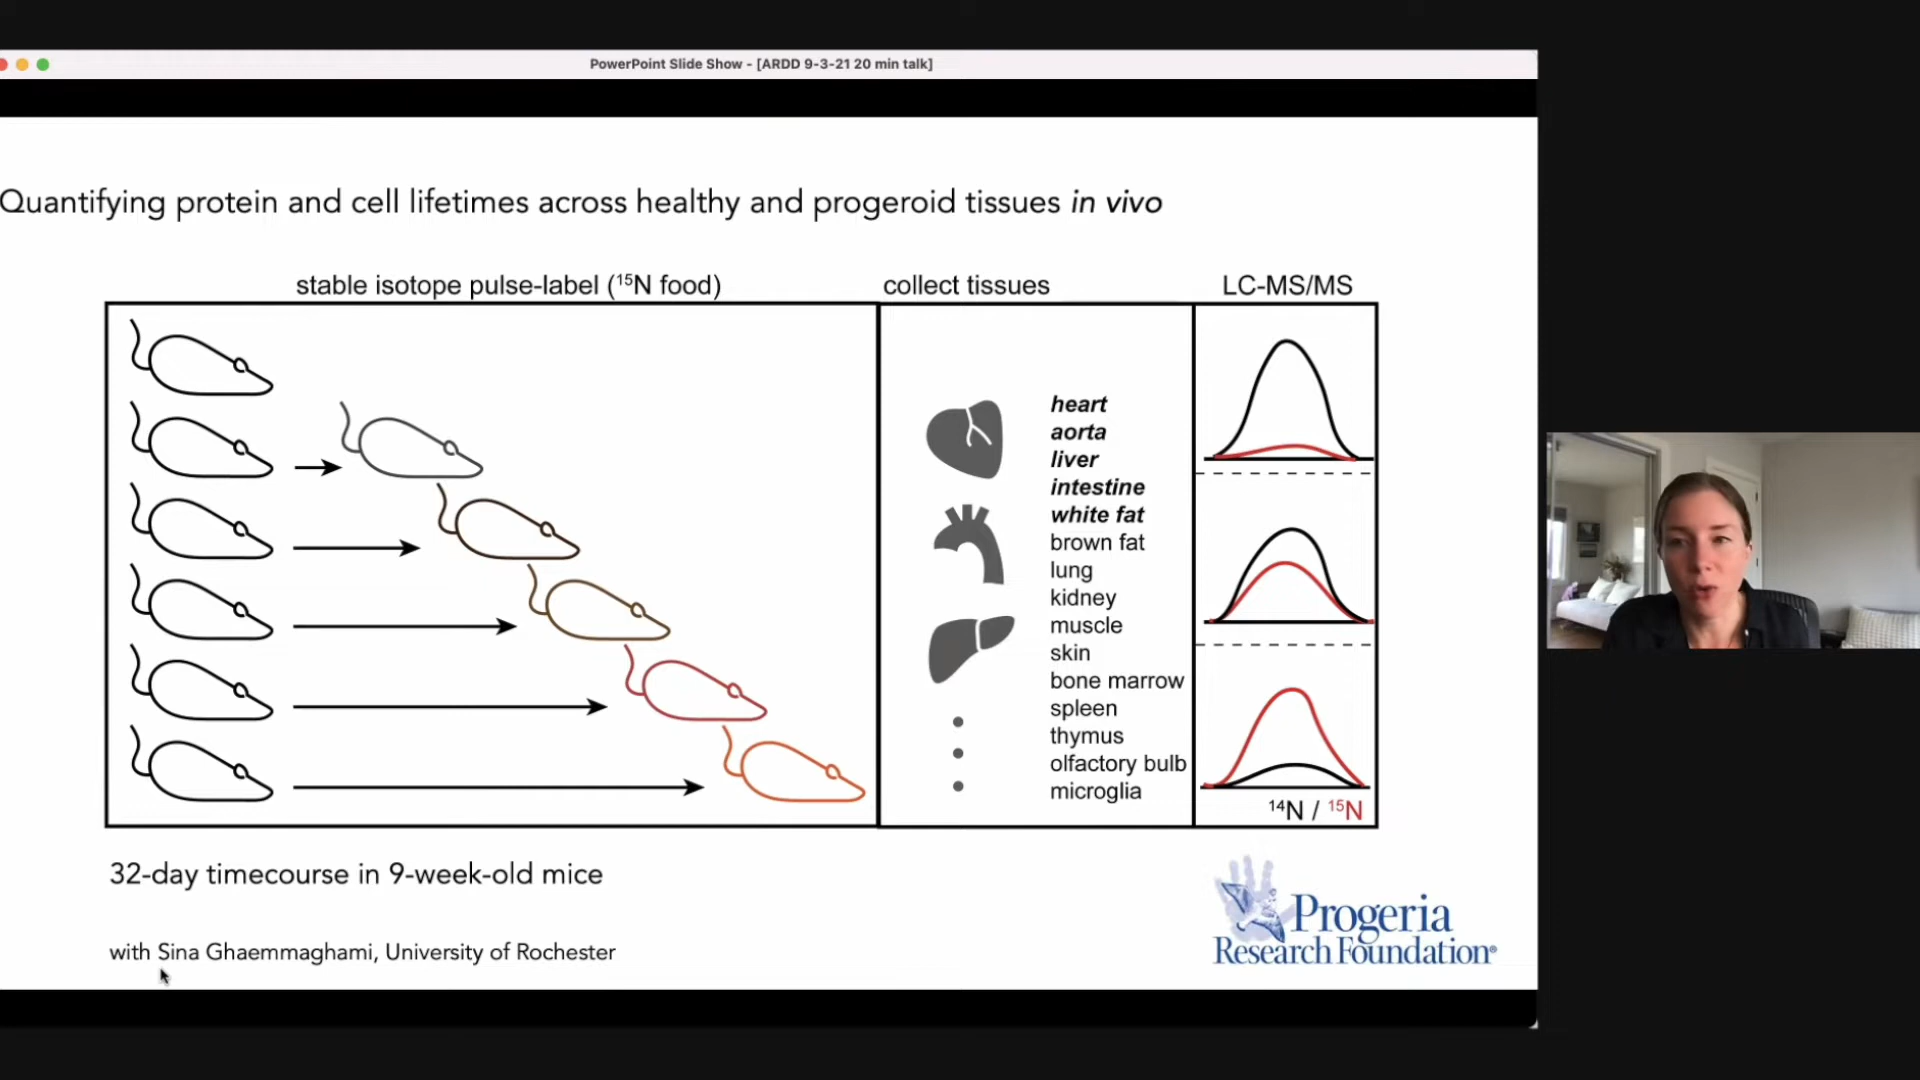 PowerPoint Slide Show - [ARDD 9-3-21 20 min talk]
Quantifying protein and cell lifetimes across healthy and progeroid tissues in vivo
stable isotope pulse-label (¹⁵N food)
collect tissues
LC-MS/MS
heart
aorta
liver
intestine
white fat
brown fat
lung
kidney
muscle
skin
bone marrow
spleen
thymus
olfactory bulb
microglia
¹⁴N / ¹⁵N
32-day timecourse in 9-week-old mice
with Sina Ghaemmaghami, University of Rochester
Progeria
Research Foundation®